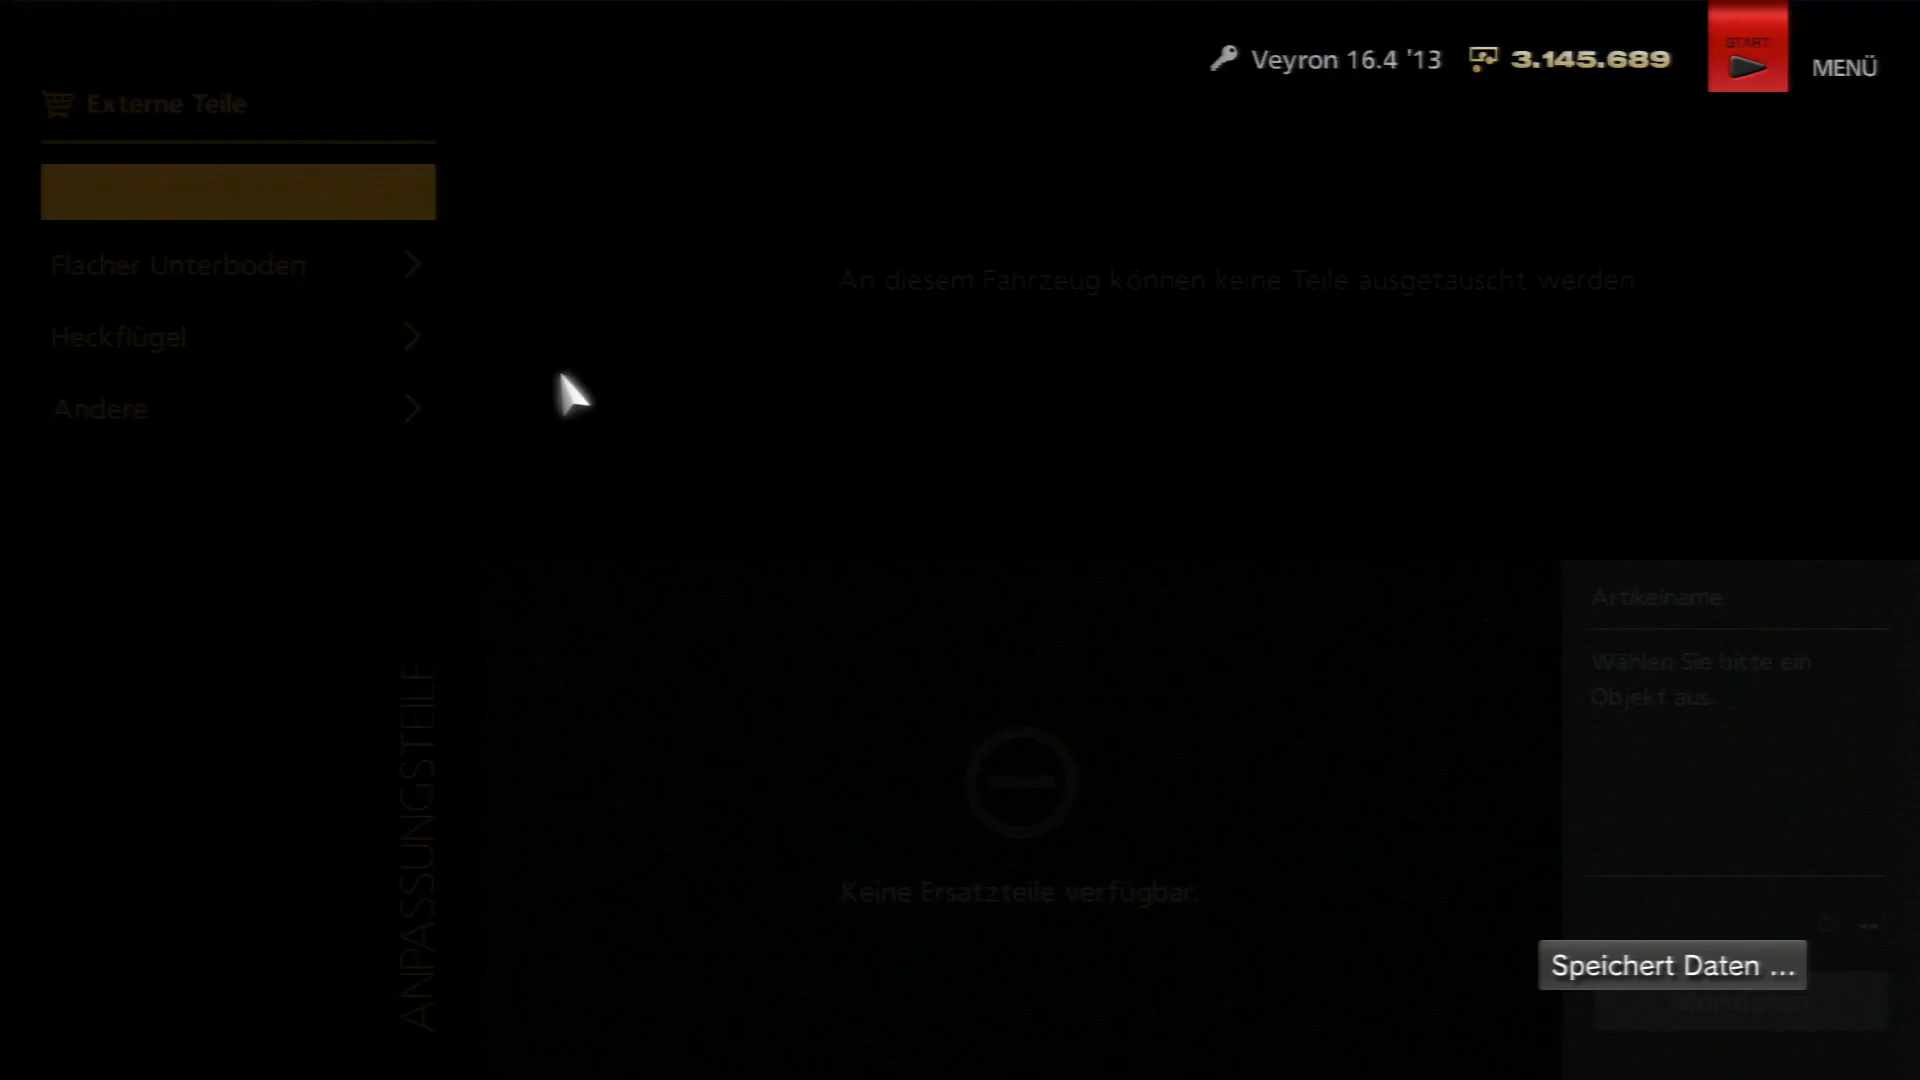 Veyron 16.4 '13
3.145.689
START
MENÜ
Externe Teile
Flacher Unterboden
Heckflügel
Andere
ANPASSUNGSTEILE
An diesem Fahrzeug können keine Teile ausgetauscht werden.
Keine Ersatzteile verfügbar.
Artikelname
Wählen Sie bitte ein
Objekt aus.
Cr. --
Speichert Daten ...